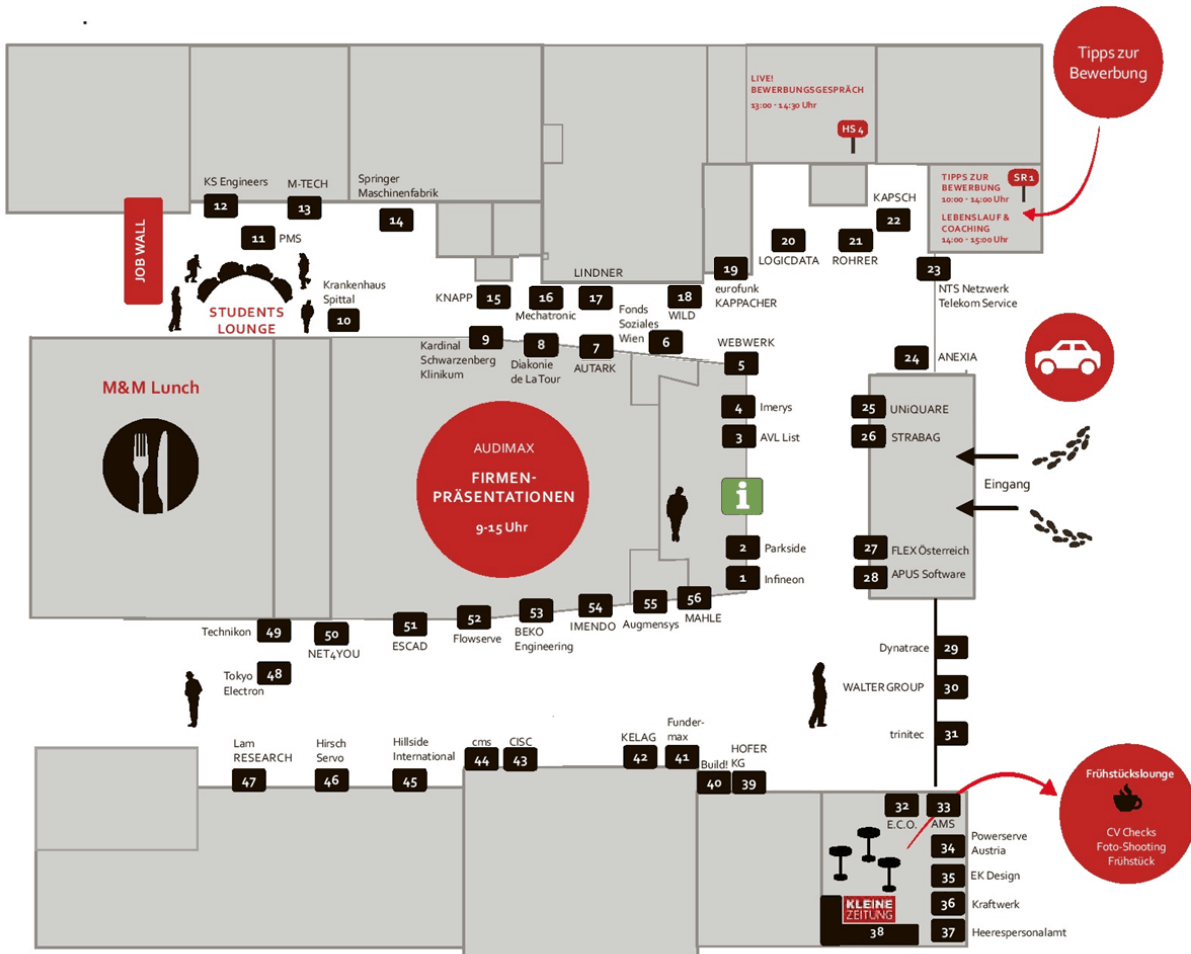 Tipps zur
Bewerbung
LIVE!
BEWERBUNGSGESPRÄCH
13:00 - 14:30 Uhr
HS 4
TIPPS ZUR
BEWERBUNG
10:00 - 14:00 Uhr
SR 1
LEBENSLAUF &
COACHING
14:00 - 15:00 Uhr
KS Engineers
12
M-TECH
13
Springer
Maschinenfabrik
14
KAPSCH
22
JOB WALL
11
PMS
20
LOGICDATA
21
ROHRER
STUDENTS
LOUNGE
Krankenhaus
Spittal
10
KNAPP
15
16
Mechatronic
LINDNER
17
18
WILD
19
eurofunk
KAPPACHER
23
NTS Netzwerk
Telekom Service
9
Kardinal
Schwarzenberg
Klinikum
8
Diakonie
de La Tour
7
AUTARK
Fonds
Soziales
Wien
6
WEBWERK
5
24
ANEXIA
M&M Lunch
4
Imerys
3
AVL List
25
UNiQUARE
26
STRABAG
AUDIMAX
FIRMEN-
PRÄSENTATIONEN
9-15 Uhr
i
Eingang
2
Parkside
1
Infineon
27
FLEX Österreich
28
APUS Software
Technikon
49
50
NET4YOU
51
ESCAD
52
Flowserve
53
BEKO
Engineering
54
IMENDO
55
Augmensys
56
MAHLE
Tokyo
Electron
48
Dynatrace
29
WALTER GROUP
30
trinitec
31
Lam
RESEARCH
47
Hirsch
Servo
46
Hillside
International
45
cms
44
CISC
43
KELAG
42
Funder-
max
41
Build!
40
HOFER
KG
39
32
E.C.O.
33
AMS
34
Powerserve
Austria
35
EK Design
36
Kraftwerk
37
Heerespersonalamt
KLEINE
ZEITUNG
38
Frühstückslounge
CV Checks
Foto-Shooting
Frühstück